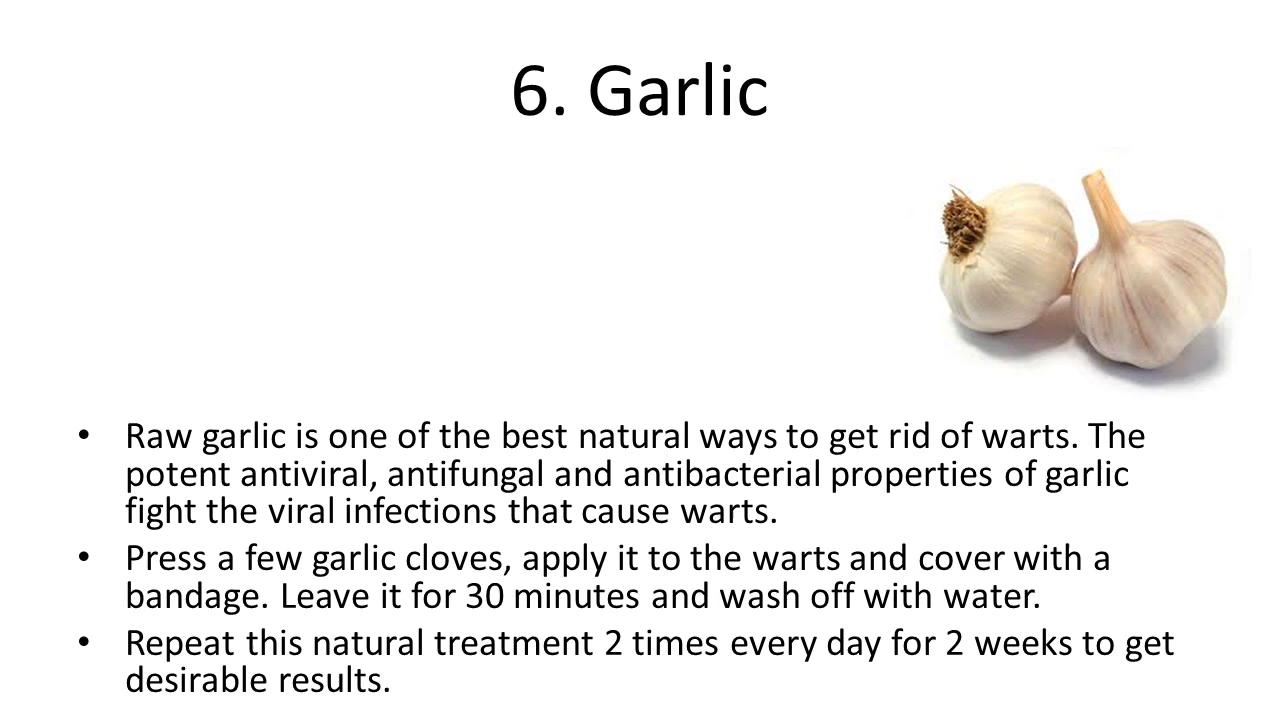 6. Garlic
• Raw garlic is one of the best natural ways to get rid of warts. The
potent antiviral, antifungal and antibacterial properties of garlic
fight the viral infections that cause warts.
• Press a few garlic cloves, apply it to the warts and cover with a
bandage. Leave it for 30 minutes and wash off with water.
• Repeat this natural treatment 2 times every day for 2 weeks to get
desirable results.